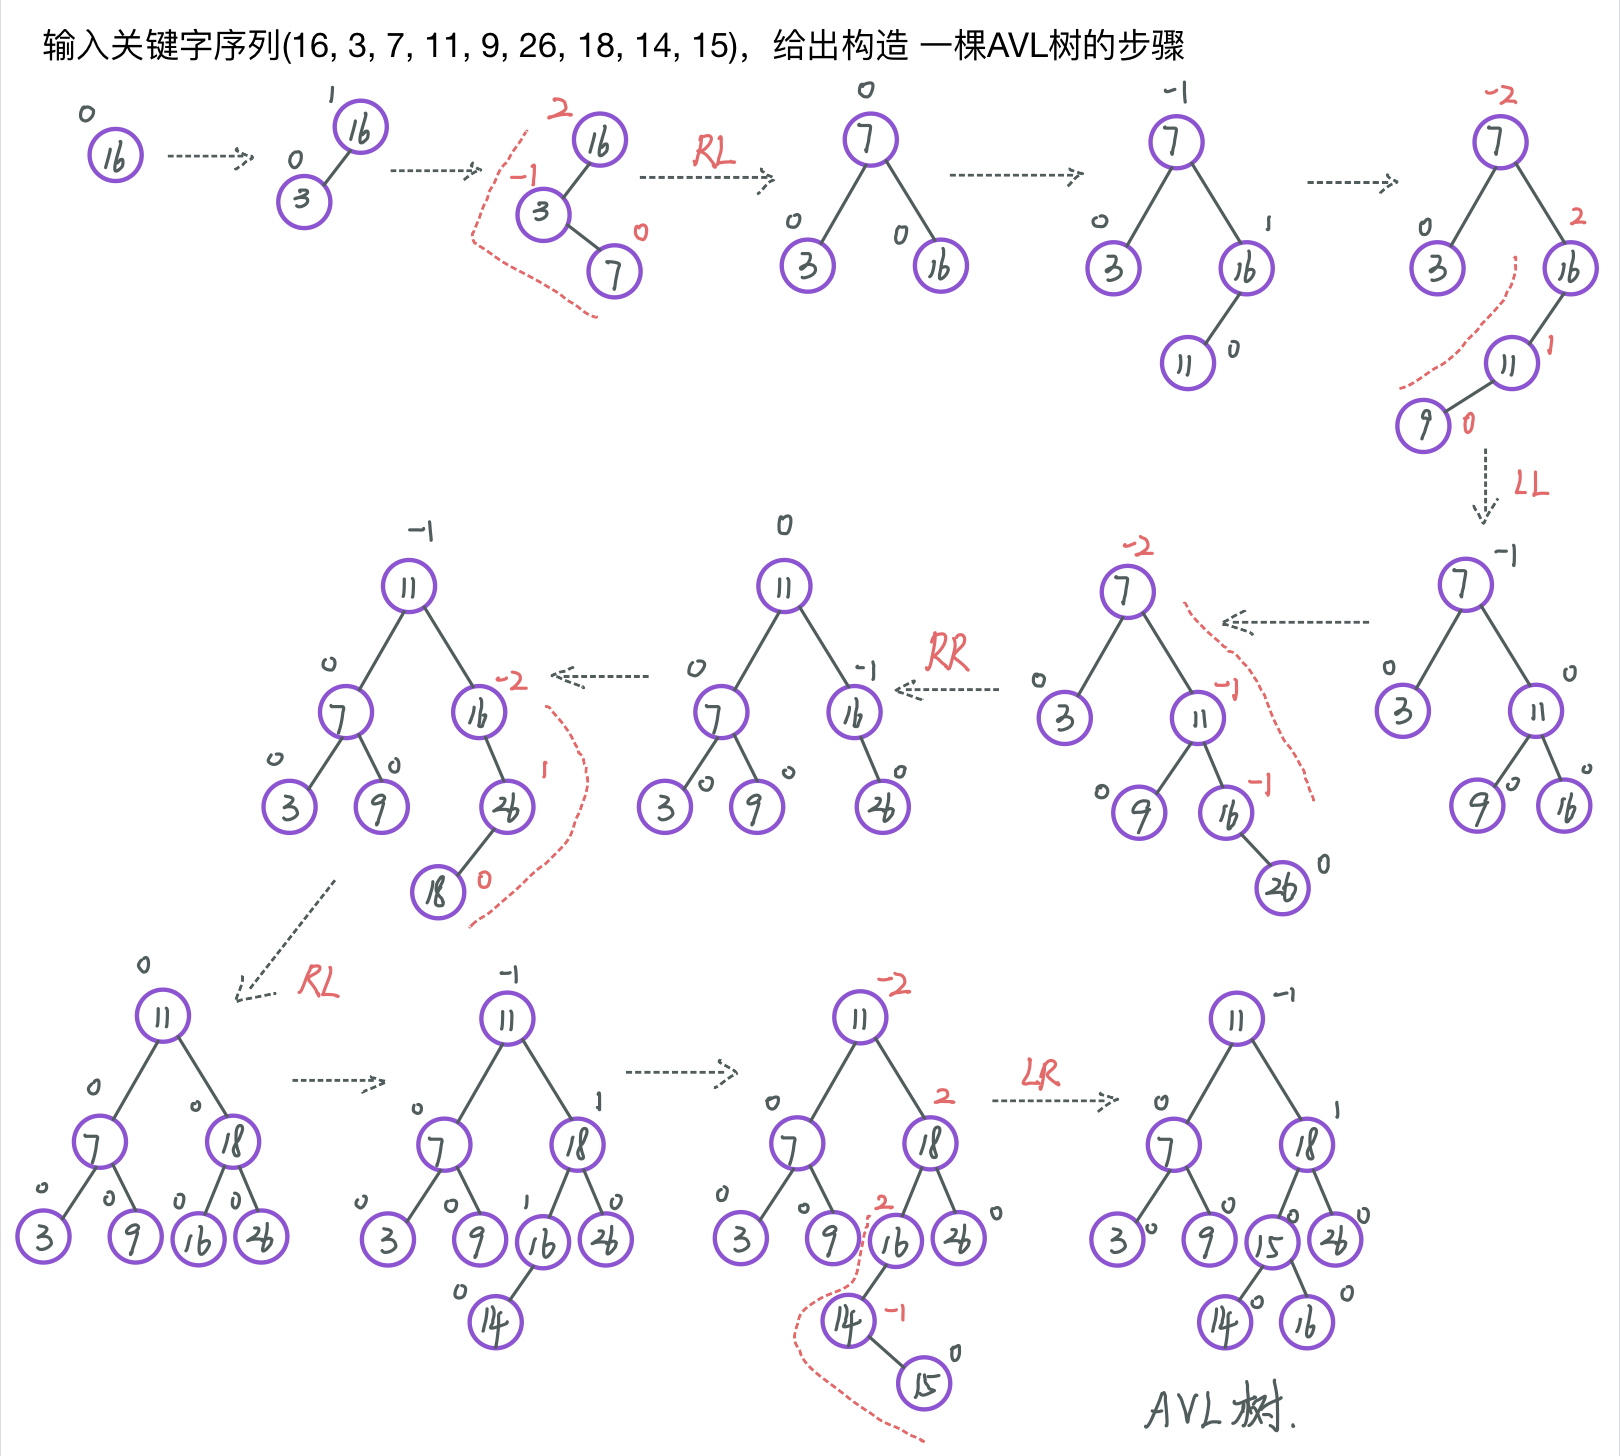 输入关键字序列(16, 3, 7, 11, 9, 26, 18, 14, 15)，给出构造 一棵AVL树的步骤
0 1 2 0 -1 -2
16 16 16 7 7 7
0 -1 RL 0 0 0 1 0 2
3 3 0 3 16 3 16 3 16
7 11 0 11 1
9 0
LL
-1 0 -2 -1
11 11 7 7
0 -2 0 -1 RR 0 -1 0 0
7 16 7 16 3 11 3 11
0 0 1 0 0 0 0 -1 0 0
3 9 26 3 9 26 9 16 9 16
18 0 26 0
0 RL -1 -2 -1
11 11 11 11
0 0 0 1 0 2 LR 0 1
7 18 7 18 7 18 7 18
0 0 0 0 0 0 1 0 0 0 2 0 0 0 0 0
3 9 16 26 3 9 16 26 3 9 16 26 3 9 15 26
0 14 14 -1 14 0 16 0
15 0
AVL树.